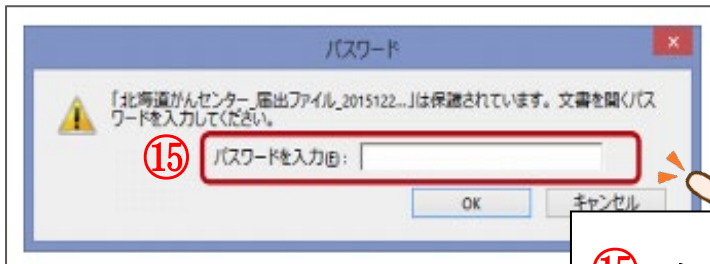 パスワード
「北海道がんセンター_届出ファイル_2015122...」は保護されています。文書を開くパス
ワードを入力してください。
⑮ パスワードを入力(E):
OK キャンセル
⑮